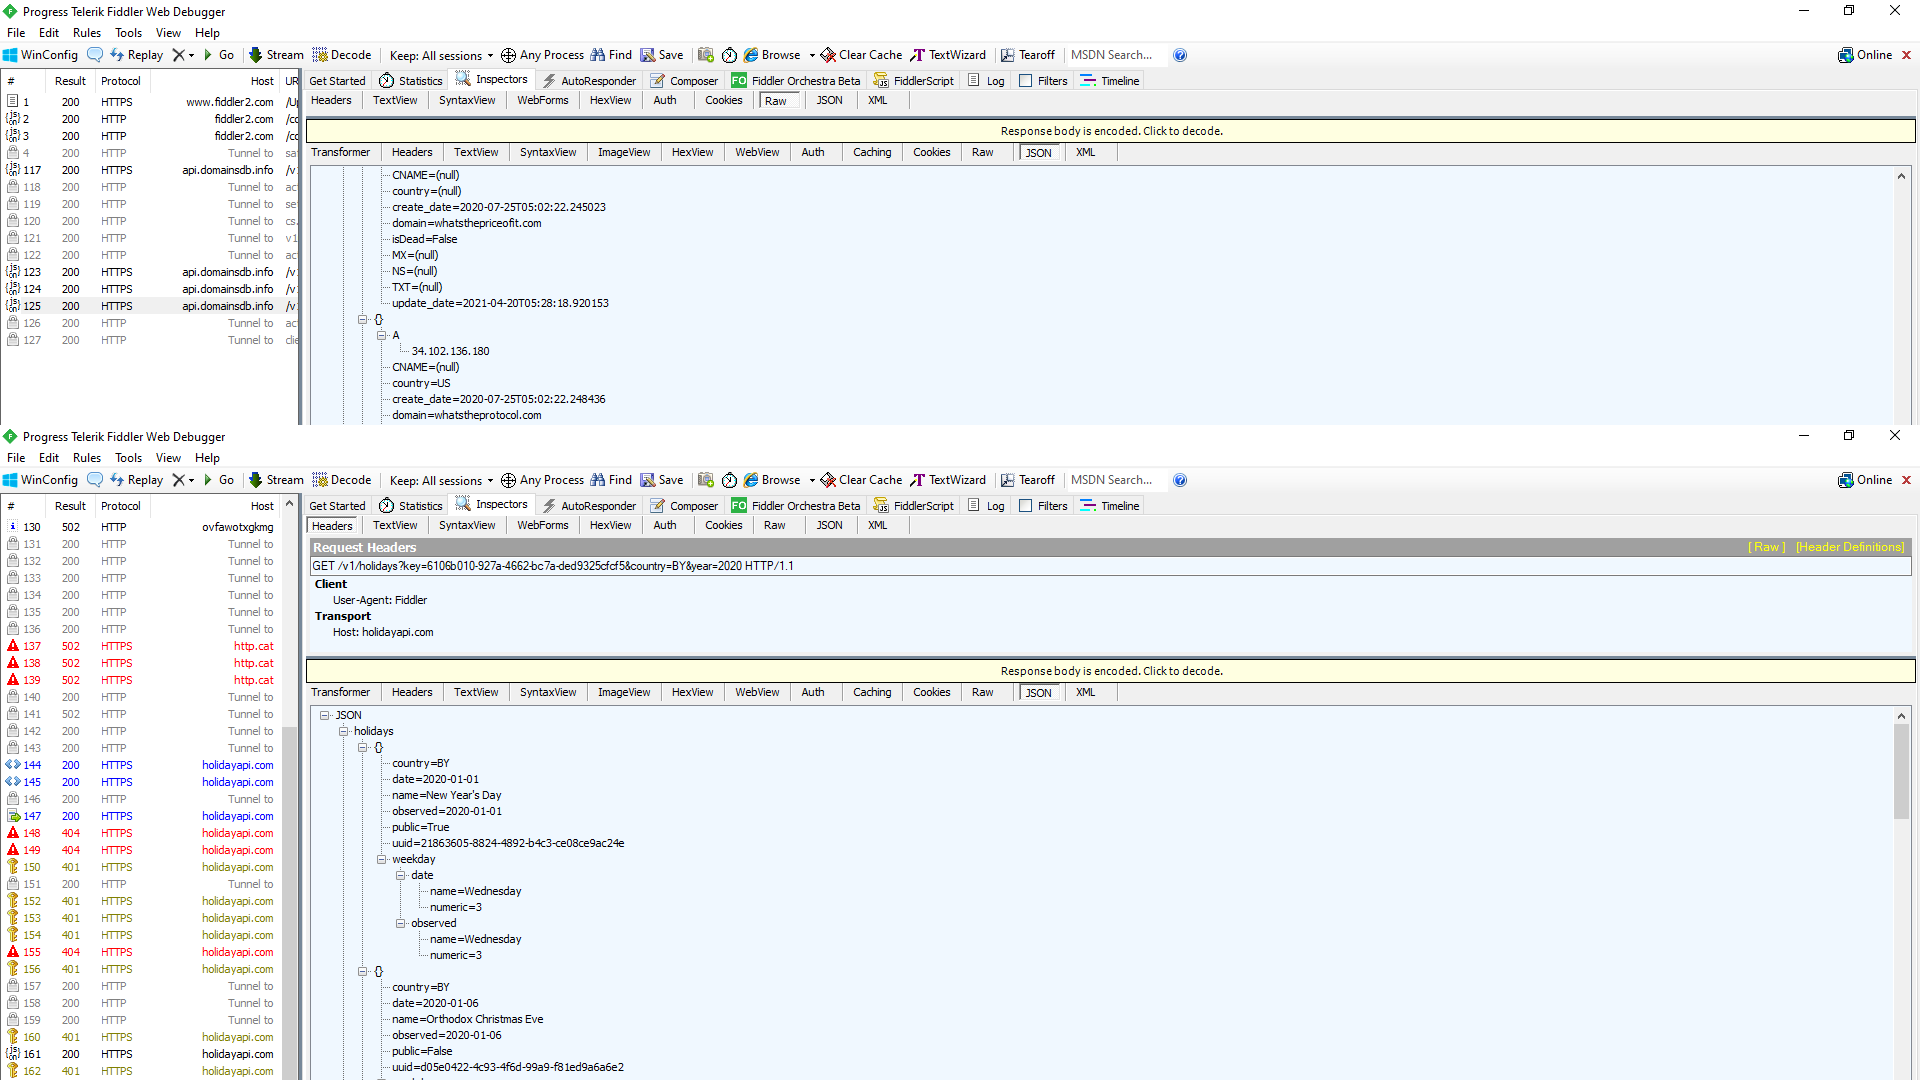 Progress Telerik Fiddler Web Debugger
File Edit Rules Tools View Help
WinConfig Replay Go Stream Decode Keep: All sessions Any Process Find Save Browse Clear Cache TextWizard Tearoff MSDN Search... Online
# Result Protocol Host UR
1 200 HTTPS www.fiddler2.com /Up
2 200 HTTP fiddler2.com /co
3 200 HTTP fiddler2.com /co
4 200 HTTP Tunnel to sa
117 200 HTTPS api.domainsdb.info /v
118 200 HTTP Tunnel to ac
119 200 HTTP Tunnel to se
120 200 HTTP Tunnel to cs.
121 200 HTTP Tunnel to v1
122 200 HTTP Tunnel to ac
123 200 HTTPS api.domainsdb.info /v
124 200 HTTPS api.domainsdb.info /v
125 200 HTTPS api.domainsdb.info /v
126 200 HTTP Tunnel to ac
127 200 HTTP Tunnel to clie
Get Started Statistics Inspectors AutoResponder Composer FO Fiddler Orchestra Beta FiddlerScript Log Filters Timeline
Headers TextView SyntaxView WebForms HexView Auth Cookies Raw JSON XML
Response body is encoded. Click to decode.
Transformer Headers TextView SyntaxView ImageView HexView WebView Auth Caching Cookies Raw JSON XML
CNAME=(null)
country=(null)
create_date=2020-07-25T05:02:22.245023
domain=whatsthepriceofit.com
isDead=False
MX=(null)
NS=(null)
TXT=(null)
update_date=2021-04-20T05:28:18.920153
{}
A
34.102.136.180
CNAME=(null)
country=US
create_date=2020-07-25T05:02:22.248436
domain=whatstheprotocol.com
Progress Telerik Fiddler Web Debugger
File Edit Rules Tools View Help
WinConfig Replay Go Stream Decode Keep: All sessions Any Process Find Save Browse Clear Cache TextWizard Tearoff MSDN Search... Online
# Result Protocol Host
130 502 HTTP ovfawotxgkmg
131 200 HTTP Tunnel to
132 200 HTTP Tunnel to
133 200 HTTP Tunnel to
134 200 HTTP Tunnel to
135 200 HTTP Tunnel to
136 200 HTTP Tunnel to
137 502 HTTPS http.cat
138 502 HTTPS http.cat
139 502 HTTPS http.cat
140 200 HTTP Tunnel to
141 502 HTTP Tunnel to
142 200 HTTP Tunnel to
143 200 HTTP Tunnel to
144 200 HTTPS holidayapi.com
145 200 HTTPS holidayapi.com
146 200 HTTP Tunnel to
147 200 HTTPS holidayapi.com
148 404 HTTPS holidayapi.com
149 404 HTTPS holidayapi.com
150 401 HTTPS holidayapi.com
151 200 HTTP Tunnel to
152 401 HTTPS holidayapi.com
153 401 HTTPS holidayapi.com
154 401 HTTPS holidayapi.com
155 404 HTTPS holidayapi.com
156 401 HTTPS holidayapi.com
157 200 HTTP Tunnel to
158 200 HTTP Tunnel to
159 200 HTTP Tunnel to
160 401 HTTPS holidayapi.com
161 200 HTTPS holidayapi.com
162 401 HTTPS holidayapi.com
Get Started Statistics Inspectors AutoResponder Composer FO Fiddler Orchestra Beta FiddlerScript Log Filters Timeline
Headers TextView SyntaxView WebForms HexView Auth Cookies Raw JSON XML
Request Headers [ Raw ] [Header Definitions]
GET /v1/holidays?key=6106b010-927a-4662-bc7a-ded9325cfcf5&country=BY&year=2020 HTTP/1.1
Client
User-Agent: Fiddler
Transport
Host: holidayapi.com
Response body is encoded. Click to decode.
Transformer Headers TextView SyntaxView ImageView HexView WebView Auth Caching Cookies Raw JSON XML
JSON
holidays
{}
country=BY
date=2020-01-01
name=New Year's Day
observed=2020-01-01
public=True
uuid=21863605-8824-4892-b4c3-ce08ce9ac24e
weekday
date
name=Wednesday
numeric=3
observed
name=Wednesday
numeric=3
{}
country=BY
date=2020-01-06
name=Orthodox Christmas Eve
observed=2020-01-06
public=False
uuid=d05e0422-4c93-4f6d-99a9-f81ed9a6a6e2